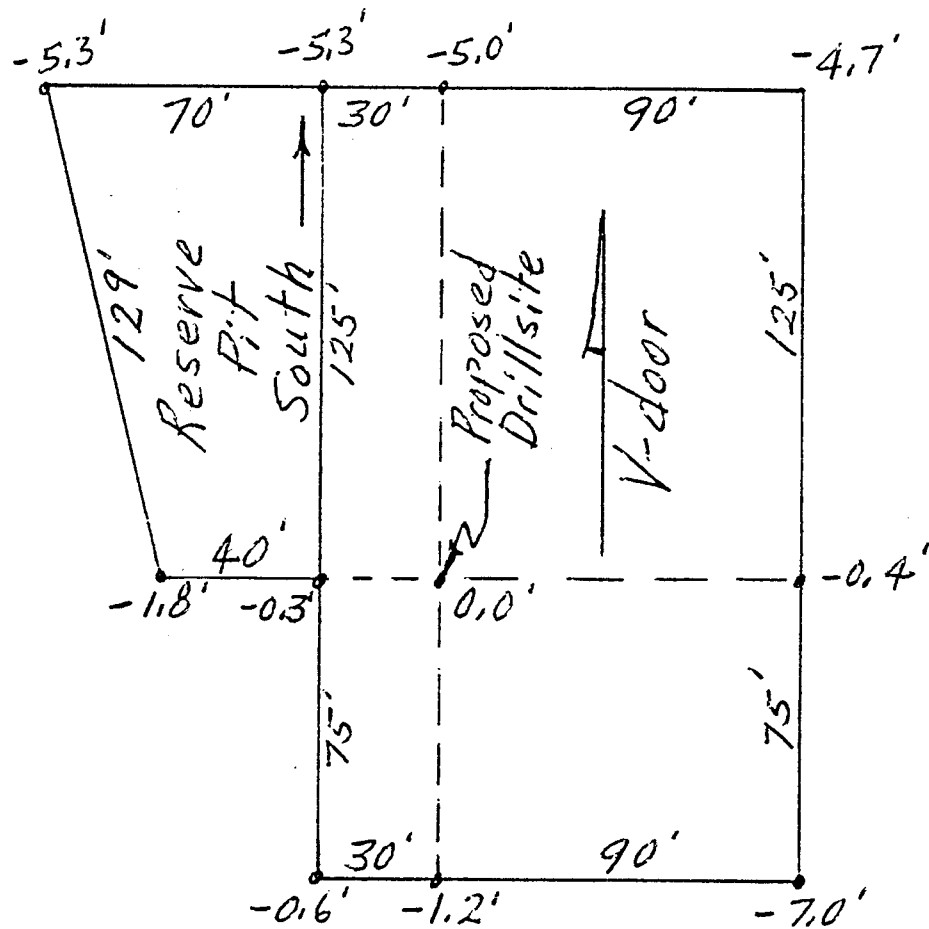 -5.3' -5.3' -5.0' -4.7'
70' 30' 90'
129'
Reserve
Pit
South
125'
Proposed
Drillsite
V-door
125'
40'
-1.8' -0.3' 0.0' -0.4'
75' 75'
30' 90'
-0.6' -1.2' -7.0'